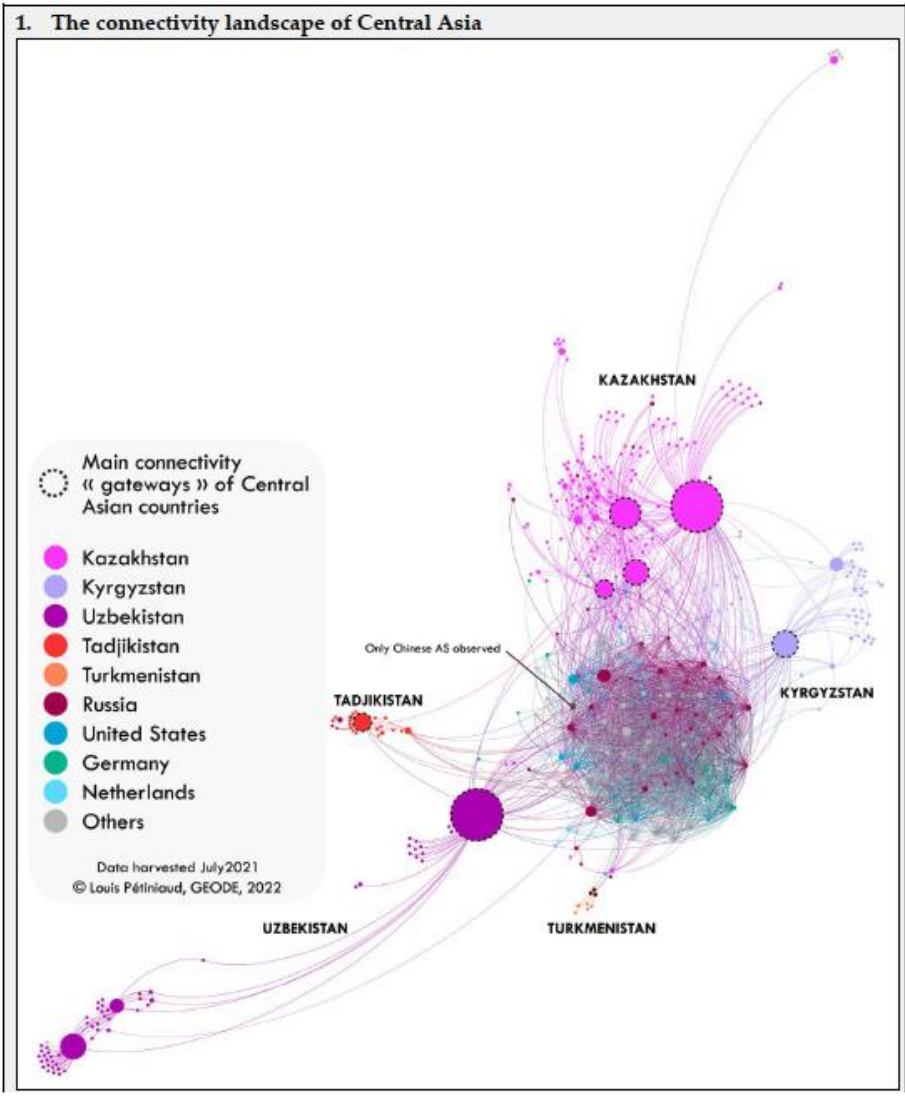 1. The connectivity landscape of Central Asia
KAZAKHSTAN
Main connectivity
« gateways » of Central
Asian countries
Kazakhstan
Kyrgyzstan
Uzbekistan
Tadjikistan
Turkmenistan
Russia
United States
Germany
Netherlands
Others
Data harvested July2021
© Louis Pétiniaud, GEODE, 2022
Only Chinese AS observed
TADJIKISTAN
KYRGYZSTAN
UZBEKISTAN
TURKMENISTAN